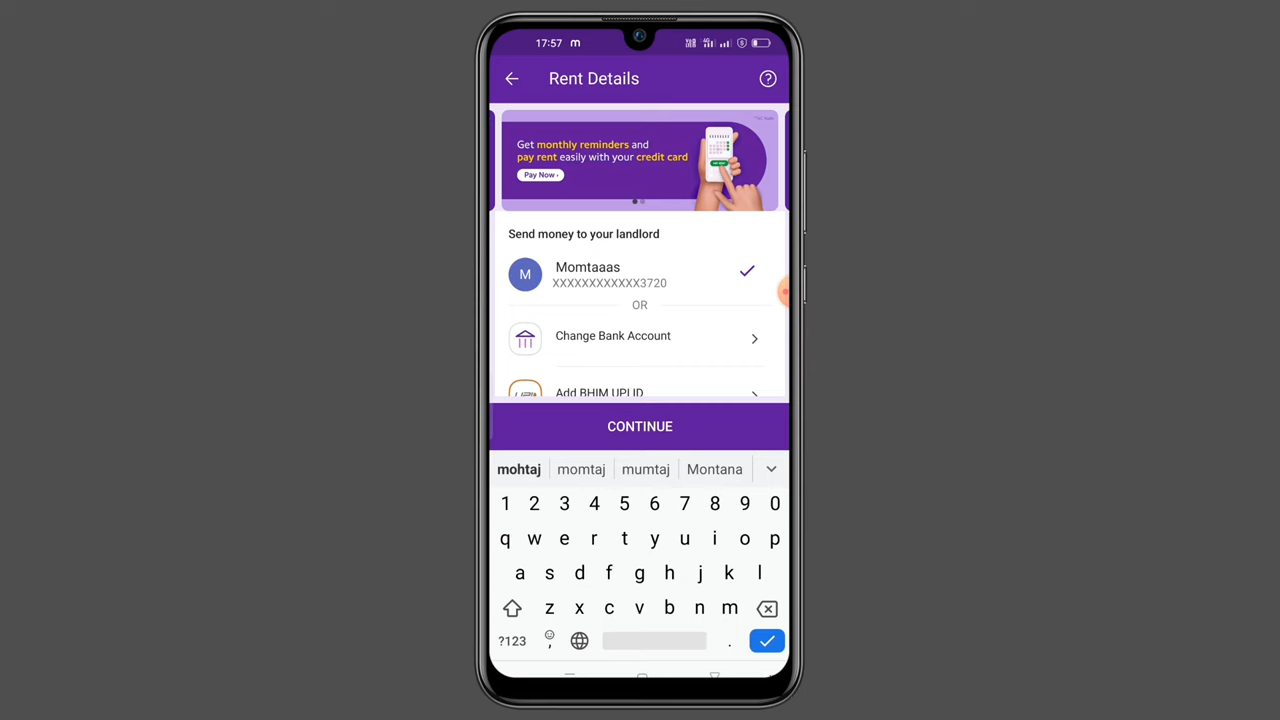 17:57 m
Rent Details
Get monthly reminders and
pay rent easily with your credit card
Pay Now ›
Send money to your landlord
M
Momtaaas
XXXXXXXXXXXX3720
OR
Change Bank Account
Add BHIM UPI ID
CONTINUE
mohtaj momtaj mumtaj Montana
1 2 3 4 5 6 7 8 9 0
q w e r t y u i o p
a s d f g h j k l
z x c v b n m
?123 , .